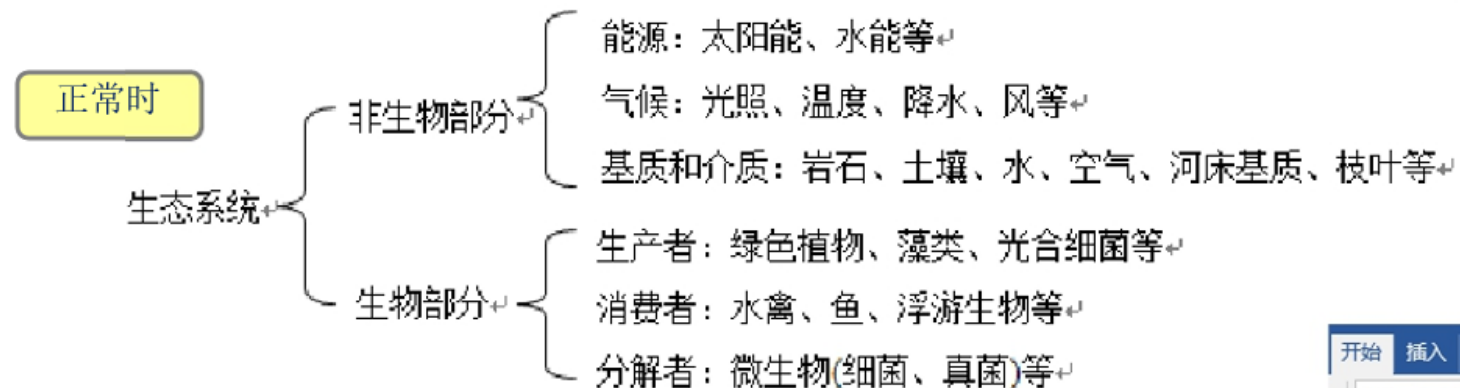 能源：太阳能、水能等
正常时
气候：光照、温度、降水、风等
非生物部分
基质和介质：岩石、土壤、水、空气、河床基质、枝叶等
生态系统
生产者：绿色植物、藻类、光合细菌等
生物部分
消费者：水禽、鱼、浮游生物等
分解者：微生物(细菌、真菌)等
开始 插入